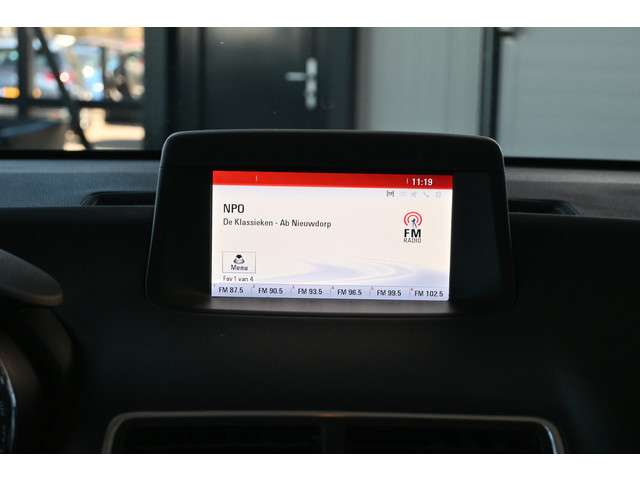 11:19
NPO
De Klassieken - Ab Nieuwdorp
FM
RADIO
Menu
Fav 1 van 4
FM 87.5 FM 90.5 FM 93.5 FM 96.5 FM 99.5 FM 102.5